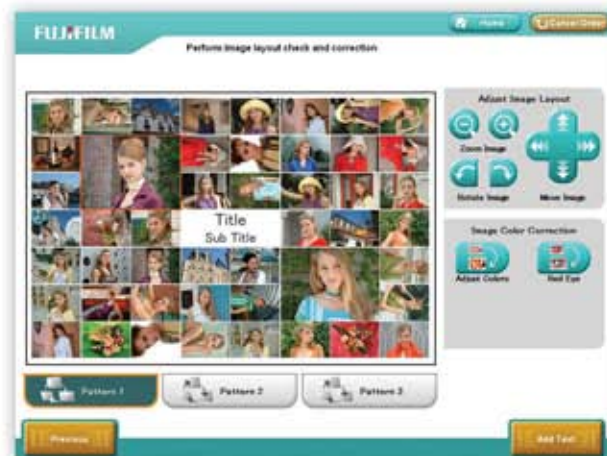 FUJIFILM
Home
Cancel Order
Perform image layout check and correction
Adjust Image Layout
Zoom Image
Rotate Image
Move Image
Title
Sub Title
Image Color Correction
Adjust Colors
Red Eye
Pattern 1
Pattern 2
Pattern 3
Previous
Add Text